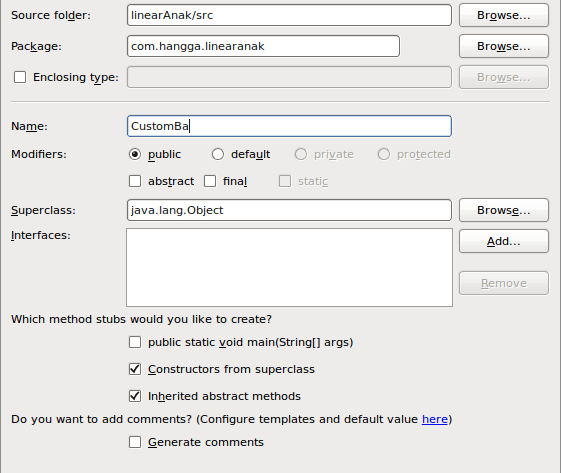 Source folder: linearAnak/src Browse...
Package: com.hangga.linearanak Browse...
Enclosing type: Browse...
Name: CustomBa
Modifiers: public default private protected
abstract final static
Superclass: java.lang.Object Browse...
Interfaces: Add...
Remove
Which method stubs would you like to create?
public static void main(String[] args)
Constructors from superclass
Inherited abstract methods
Do you want to add comments? (Configure templates and default value here)
Generate comments